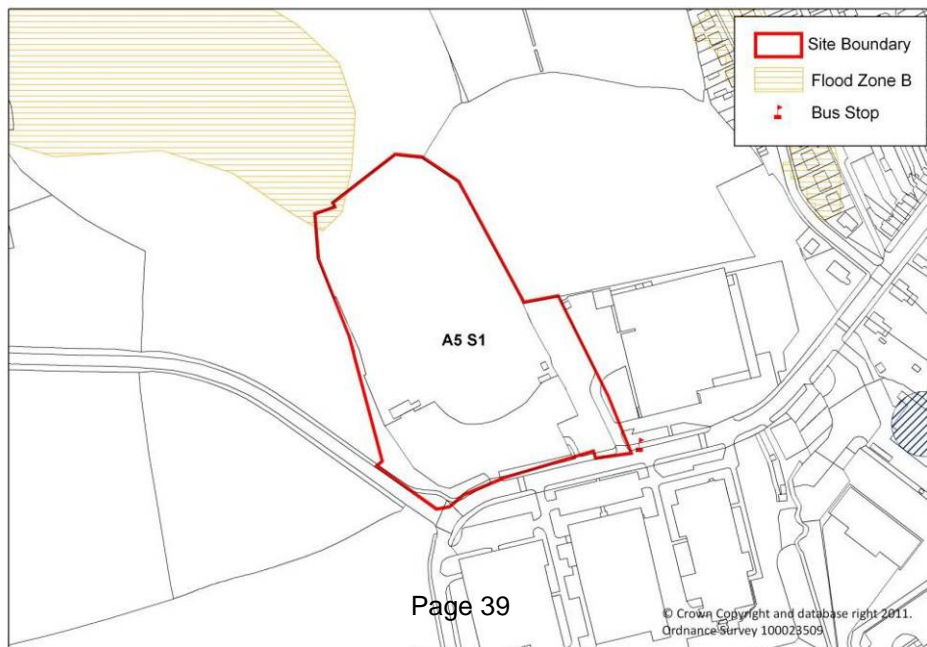 Site Boundary
Flood Zone B
Bus Stop
A5 S1
Page 39
© Crown Copyright and database right 2011.
Ordnance Survey 100023509